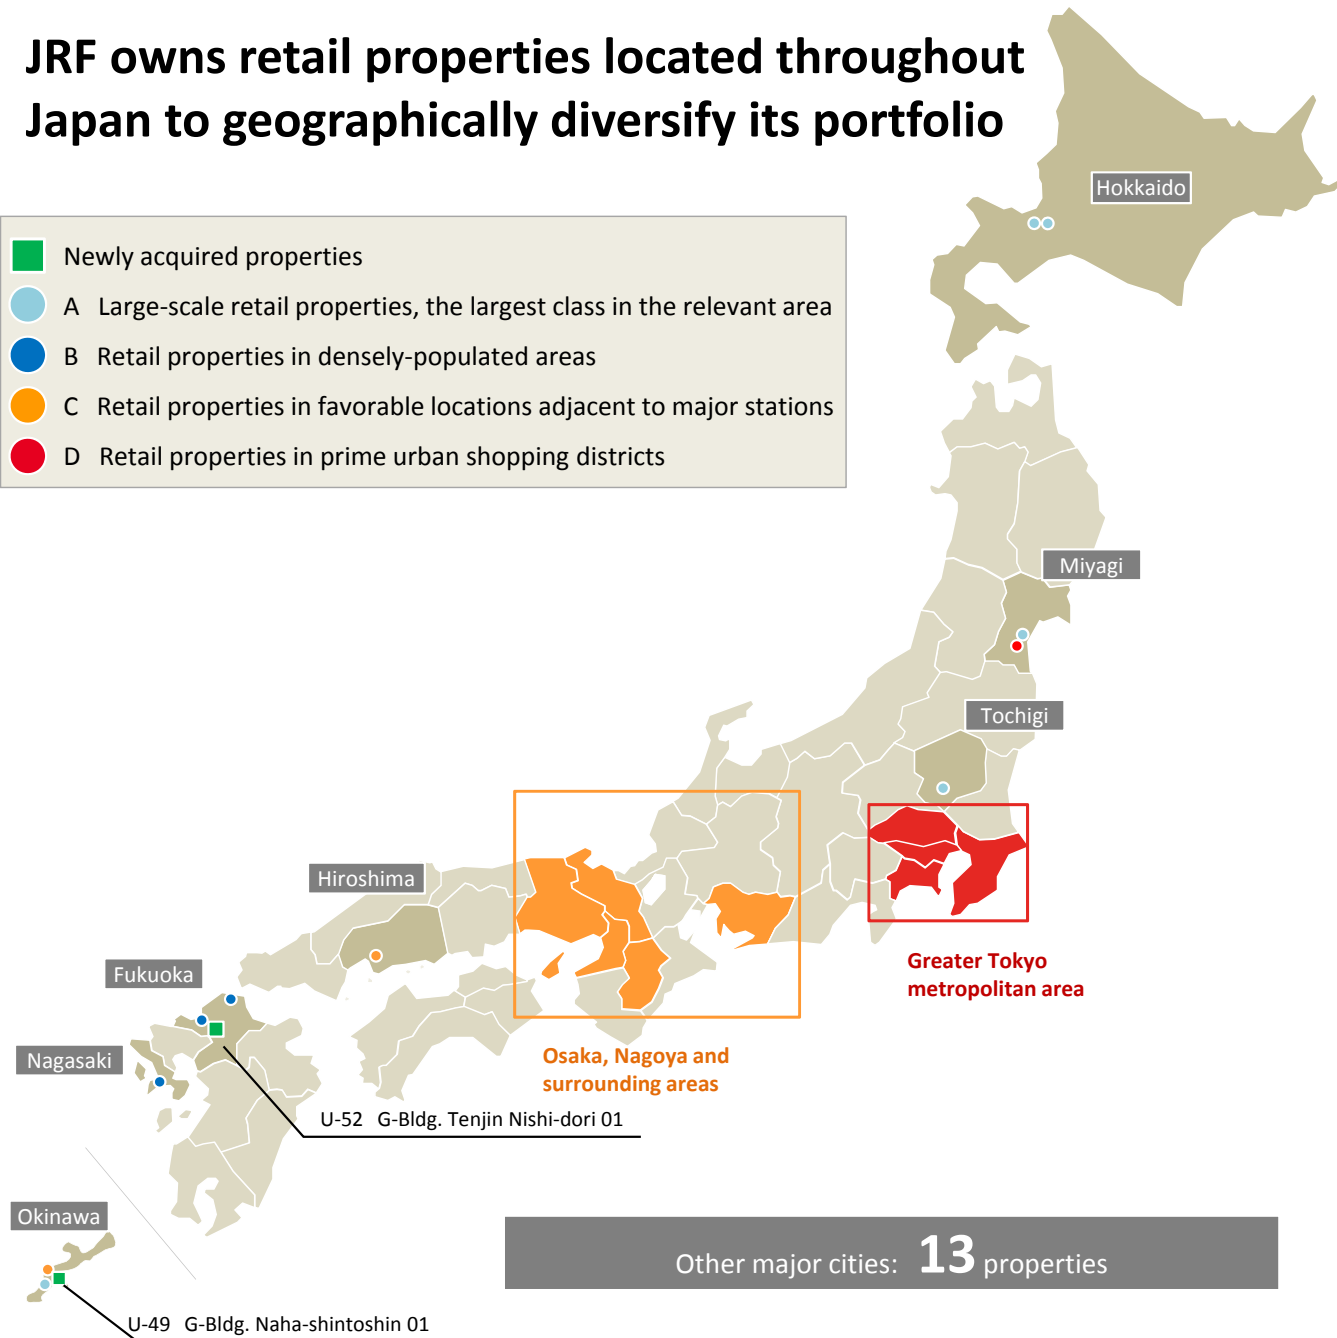 JRF owns retail properties located throughout
Japan to geographically diversify its portfolio
Hokkaido
Newly acquired properties
A Large-scale retail properties, the largest class in the relevant area
B Retail properties in densely-populated areas
C Retail properties in favorable locations adjacent to major stations
D Retail properties in prime urban shopping districts
Miyagi
Tochigi
Hiroshima
Greater Tokyo
metropolitan area
Fukuoka
Nagasaki
Osaka, Nagoya and
surrounding areas
U-52 G-Bldg. Tenjin Nishi-dori 01
Okinawa
Other major cities: 13 properties
U-49 G-Bldg. Naha-shintoshin 01